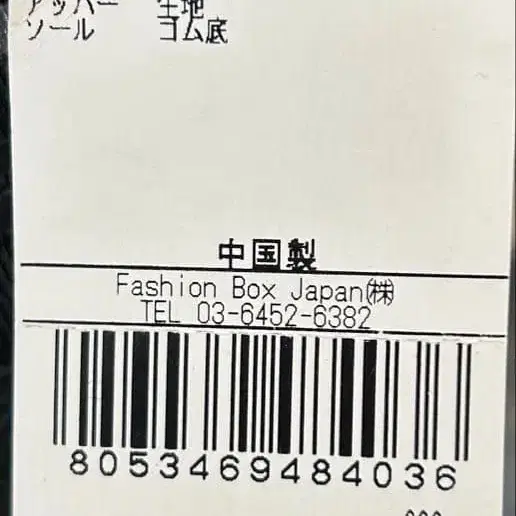 アッパー 生地
ソール ゴム底
中国製
Fashion Box Japan㈱
TEL 03-6452-6382
8053469484036